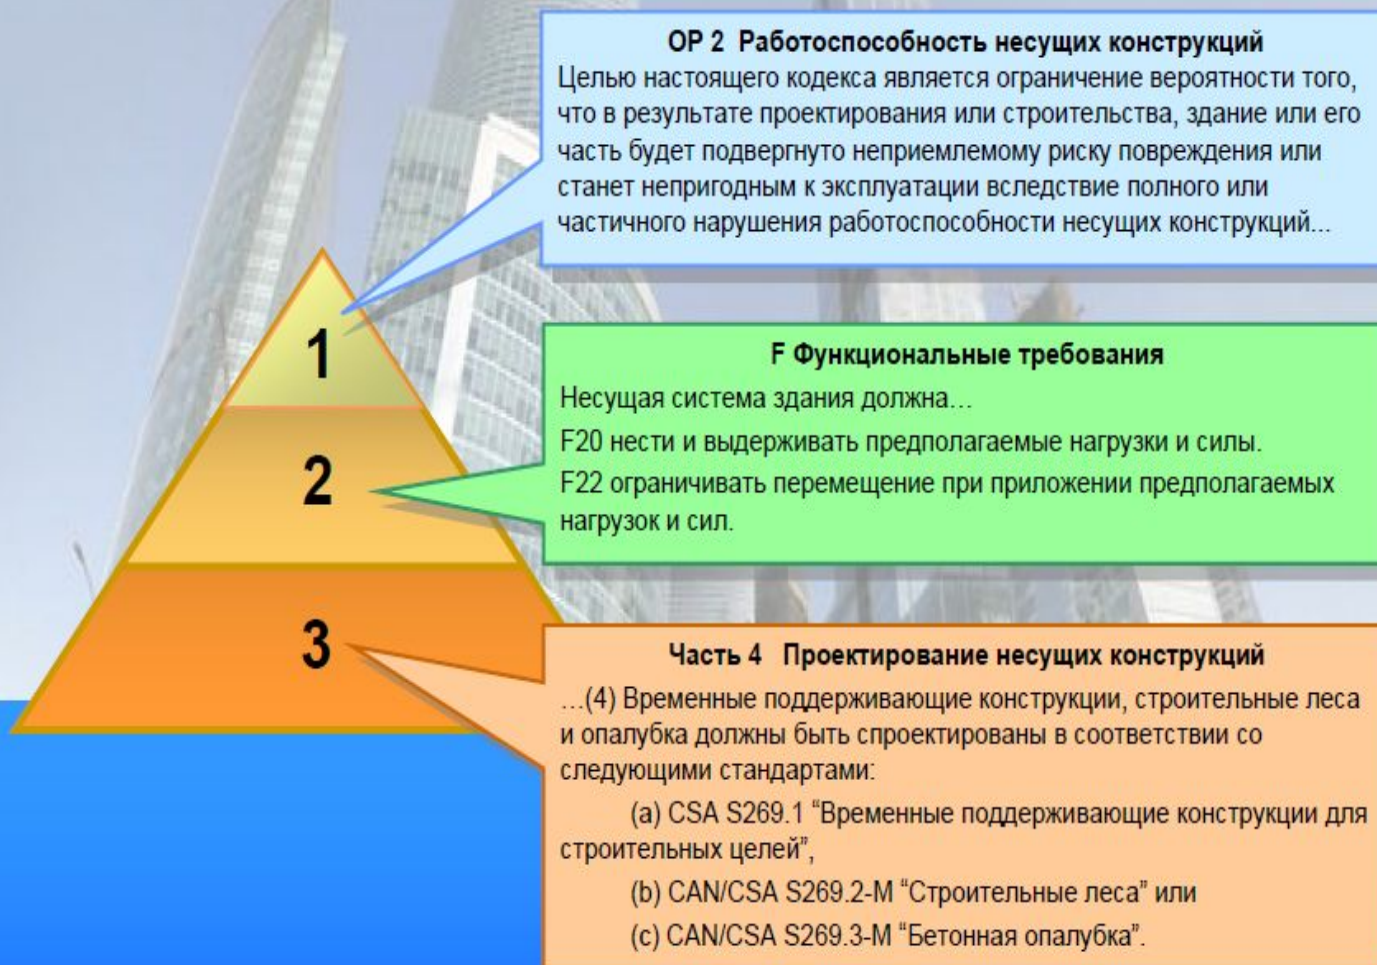 ОР 2 Работоспособность несущих конструкций
Целью настоящего кодекса является ограничение вероятности того,
что в результате проектирования или строительства, здание или его
часть будет подвергнуто неприемлемому риску повреждения или
станет непригодным к эксплуатации вследствие полного или
частичного нарушения работоспособности несущих конструкций...
1
F Функциональные требования
Несущая система здания должна…
F20 нести и выдерживать предполагаемые нагрузки и силы.
F22 ограничивать перемещение при приложении предполагаемых
нагрузок и сил.
2
3
Часть 4 Проектирование несущих конструкций
…(4) Временные поддерживающие конструкции, строительные леса
и опалубка должны быть спроектированы в соответствии со
следующими стандартами:
(a) CSA S269.1 “Временные поддерживающие конструкции для
строительных целей”,
(b) CAN/CSA S269.2-M “Строительные леса” или
(c) CAN/CSA S269.3-M “Бетонная опалубка”.